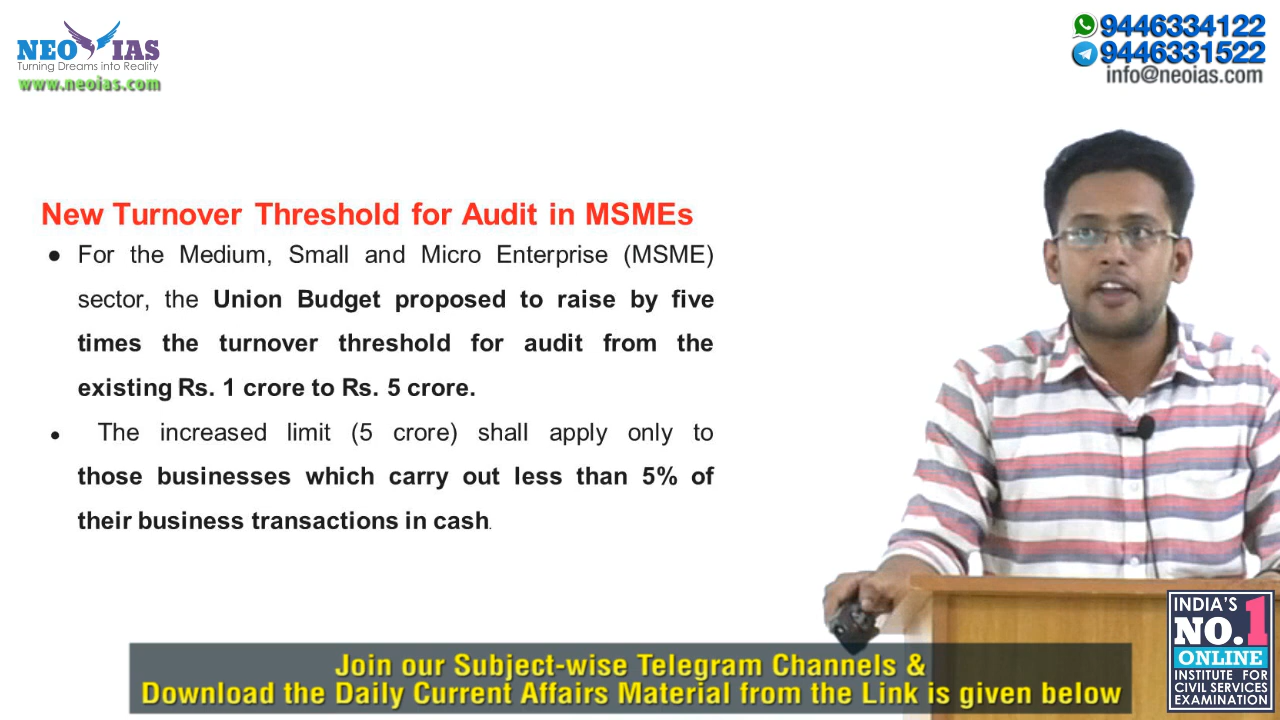 NEO IAS
Turning Dreams into Reality
www.neoias.com
9446334122
9446331522
info@neoias.com
New Turnover Threshold for Audit in MSMEs
● For the Medium, Small and Micro Enterprise (MSME)
sector, the Union Budget proposed to raise by five
times the turnover threshold for audit from the
existing Rs. 1 crore to Rs. 5 crore.
● The increased limit (5 crore) shall apply only to
those businesses which carry out less than 5% of
their business transactions in cash.
INDIA'S
NO.1
ONLINE
INSTITUTE FOR
CIVIL SERVICES
EXAMINATION
Join our Subject-wise Telegram Channels &
Download the Daily Current Affairs Material from the Link is given below